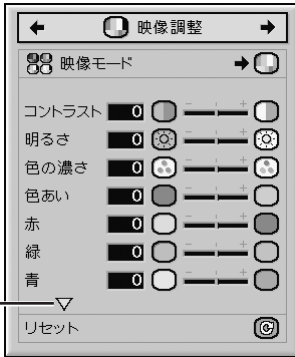 映像調整
映像モード
コントラスト 0
明るさ 0
色の濃さ 0
色あい 0
赤 0
緑 0
青 0
リセット